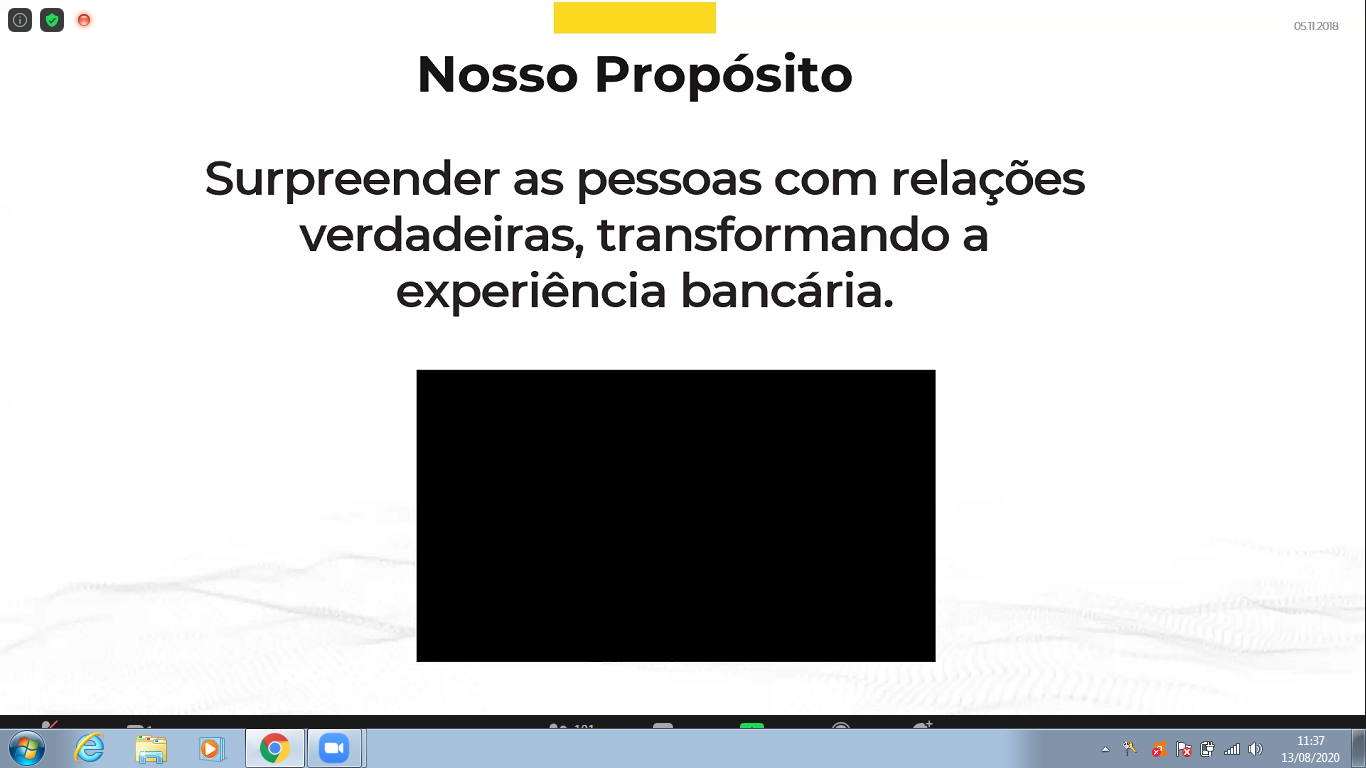 05.11.2018
Nosso Propósito
Surpreender as pessoas com relações
verdadeiras, transformando a
experiência bancária.
11:37
13/08/2020